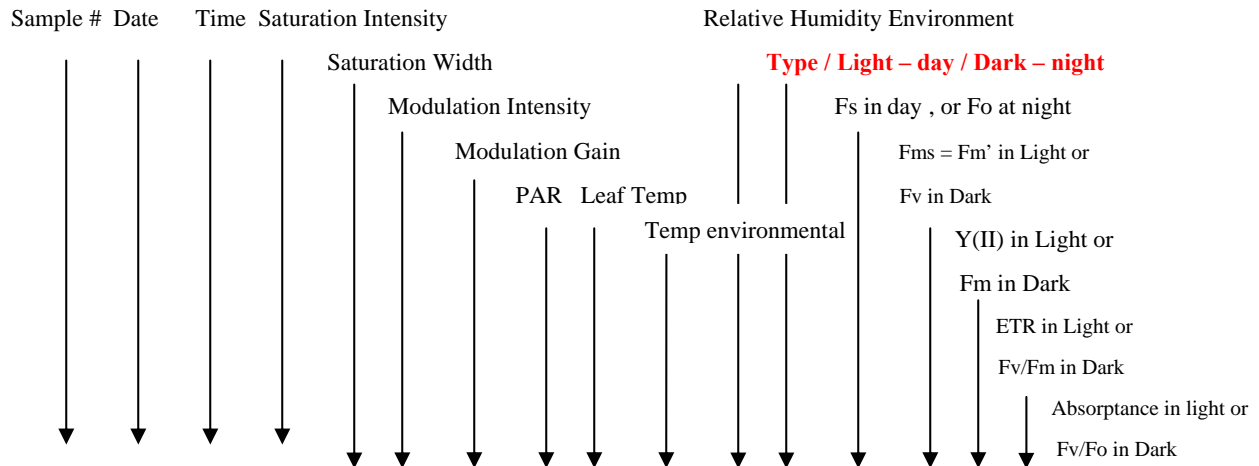 Sample # Date Time Saturation Intensity Relative Humidity Environment
Saturation Width Type / Light – day / Dark – night
Modulation Intensity Fs in day , or Fo at night
Modulation Gain Fms = Fm’ in Light or
PAR Leaf Temp Fv in Dark
Temp environmental Y(II) in Light or
Fm in Dark
ETR in Light or
Fv/Fm in Dark
Absorptance in light or
Fv/Fo in Dark